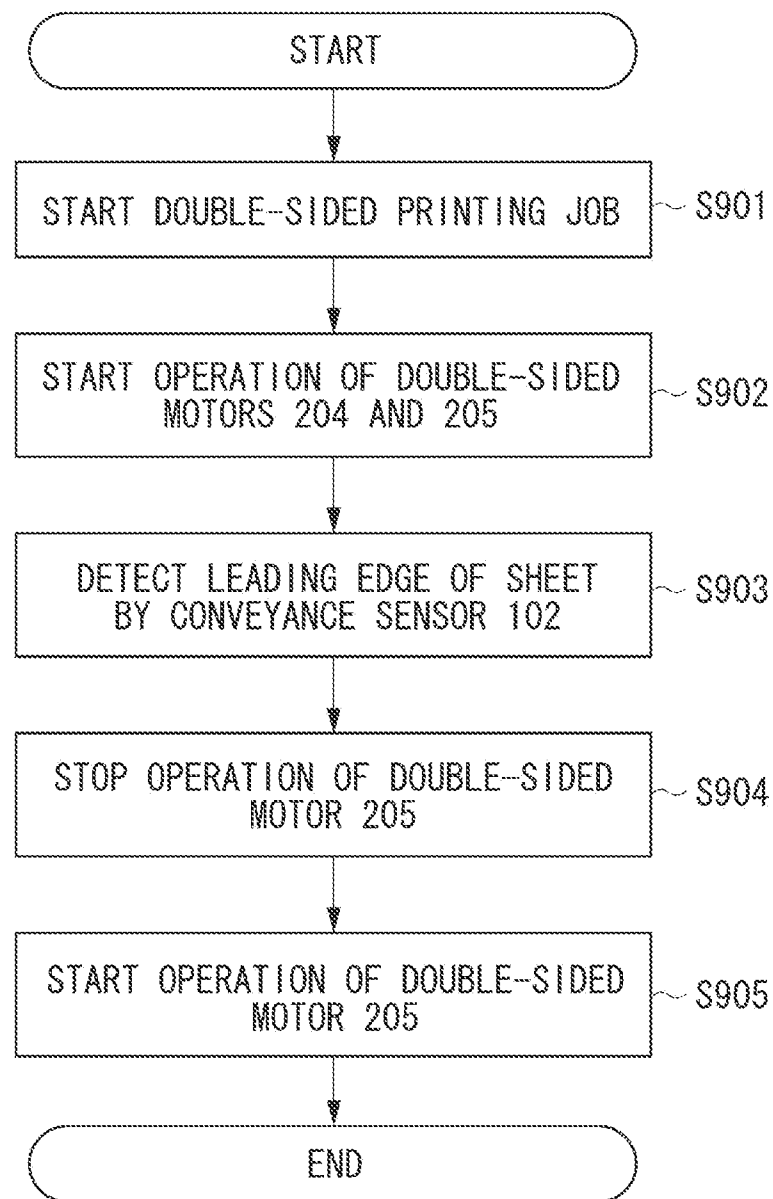 START
START DOUBLE-SIDED PRINTING JOB
S901
START OPERATION OF DOUBLE-SIDED
MOTORS 204 AND 205
S902
DETECT LEADING EDGE OF SHEET
BY CONVEYANCE SENSOR 102
S903
STOP OPERATION OF DOUBLE-SIDED
MOTOR 205
S904
START OPERATION OF DOUBLE-SIDED
MOTOR 205
S905
END